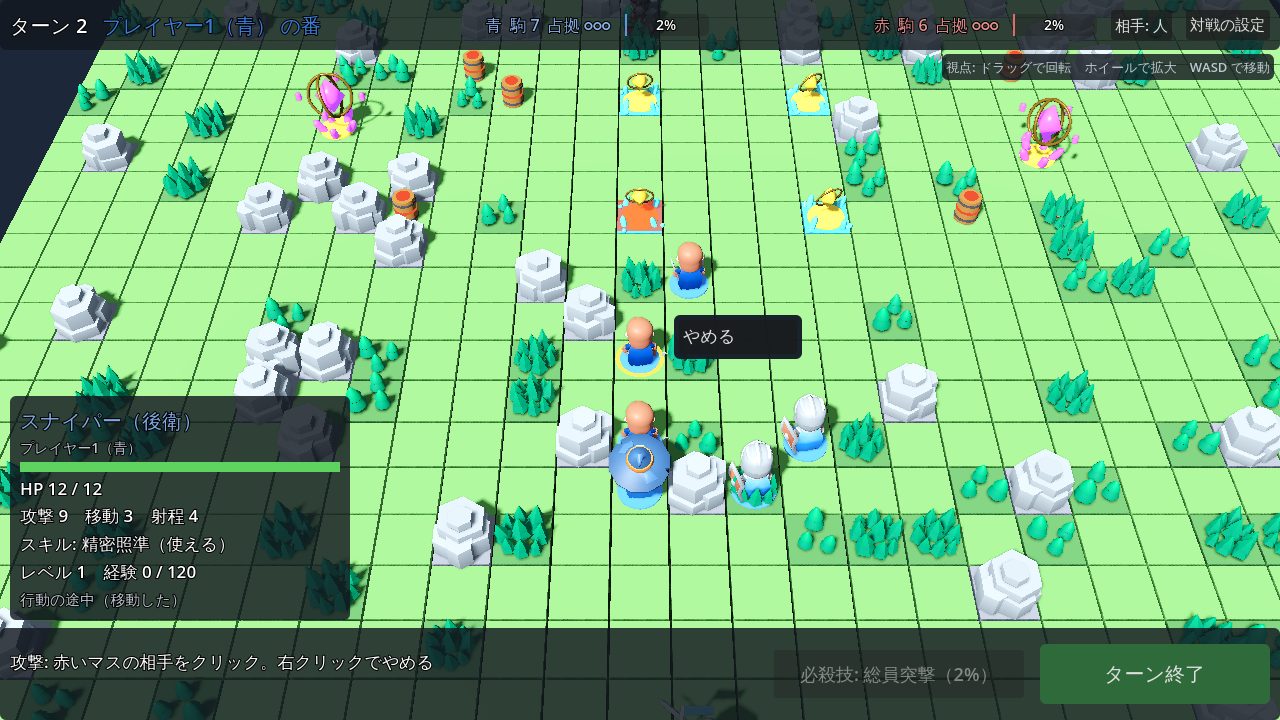 ターン 2 プレイヤー1（青）の番
青 駒 7 占拠 ○○○ 2%
赤 駒 6 占拠 ○○○ 2%
相手: 人
対戦の設定
視点: ドラッグで回転 ホイールで拡大 WASD で移動
やめる
スナイパー（後衛）
プレイヤー1（青）
HP 12 / 12
攻撃 9 移動 3 射程 4
スキル: 精密照準（使える）
レベル 1 経験 0 / 120
行動の途中（移動した）
攻撃: 赤いマスの相手をクリック。右クリックでやめる
必殺技: 総員突撃（2%）
ターン終了